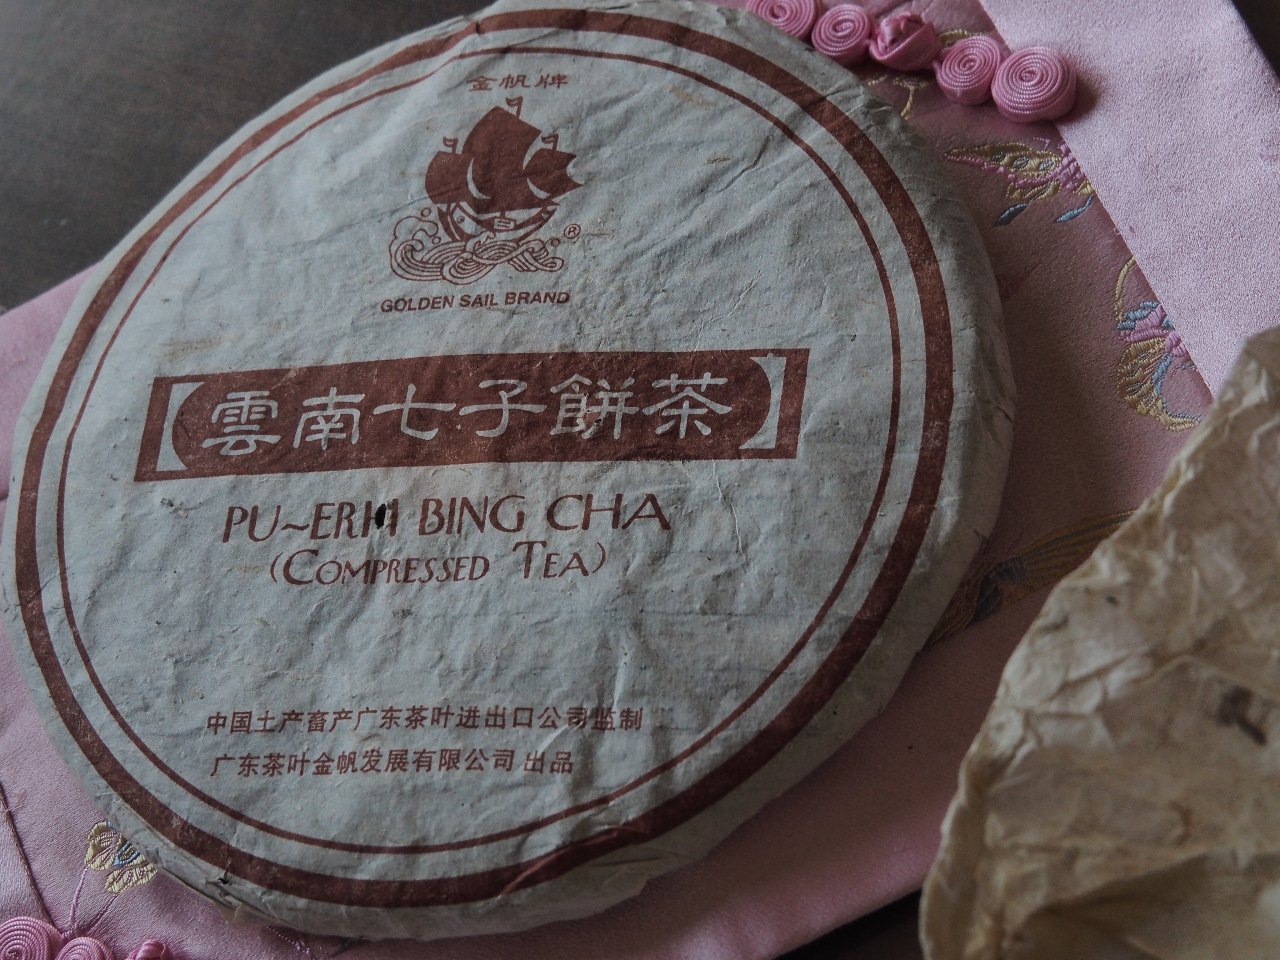 金帆牌
®
GOLDEN SAIL BRAND
【雲南七子餅茶】
PU~ERH BING CHA
(COMPRESSED TEA)
中国土产畜产广东茶叶进出口公司监制
广东茶叶金帆发展有限公司 出品